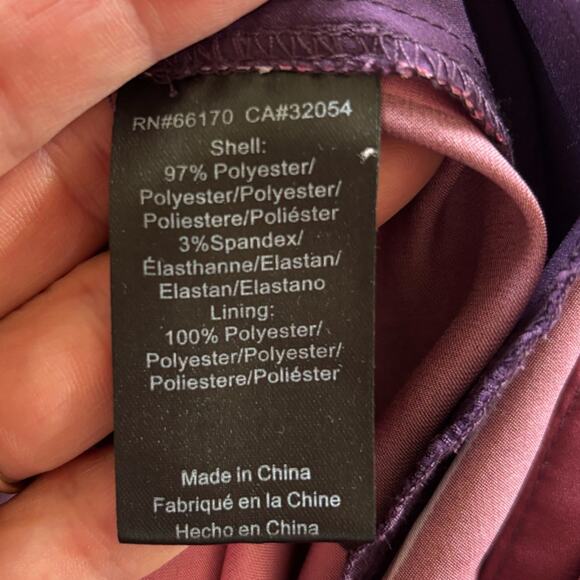 RN#66170 CA#32054
Shell:
97% Polyester/
Polyester/Polyester/
Poliestere/Poliéster
3%Spandex/
Élasthanne/Elastan/
Elastan/Elastano
Lining:
100% Polyester/
Polyester/Polyester/
Poliestere/Poliéster
Made in China
Fabriqué en la Chine
Hecho en China